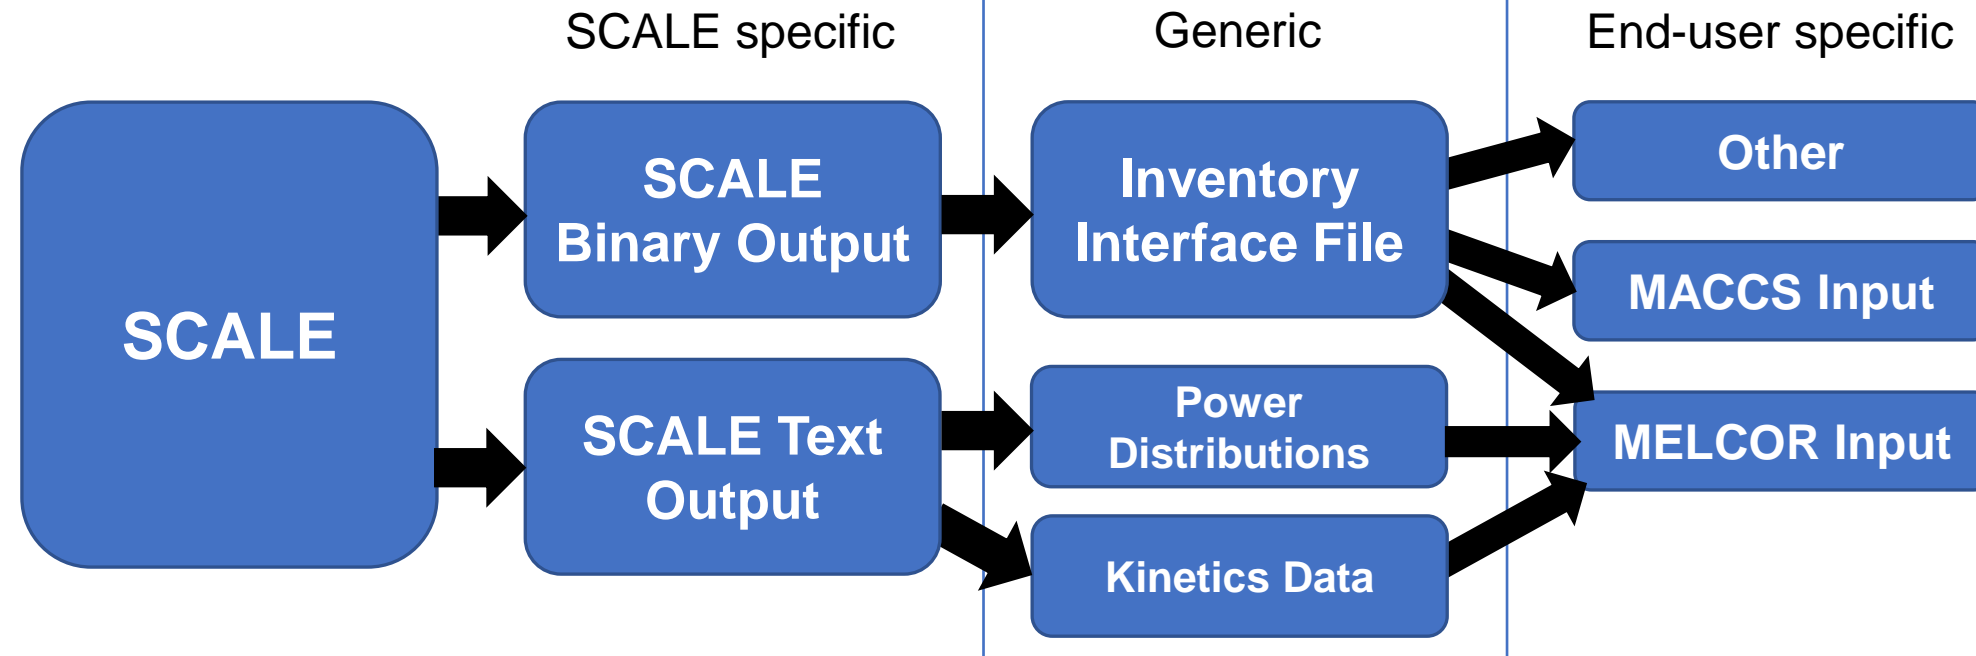 SCALE specific
Generic
End-user specific
SCALE
SCALE
Binary Output
SCALE Text
Output
Inventory
Interface File
Power
Distributions
Kinetics Data
Other
MACCS Input
MELCOR Input